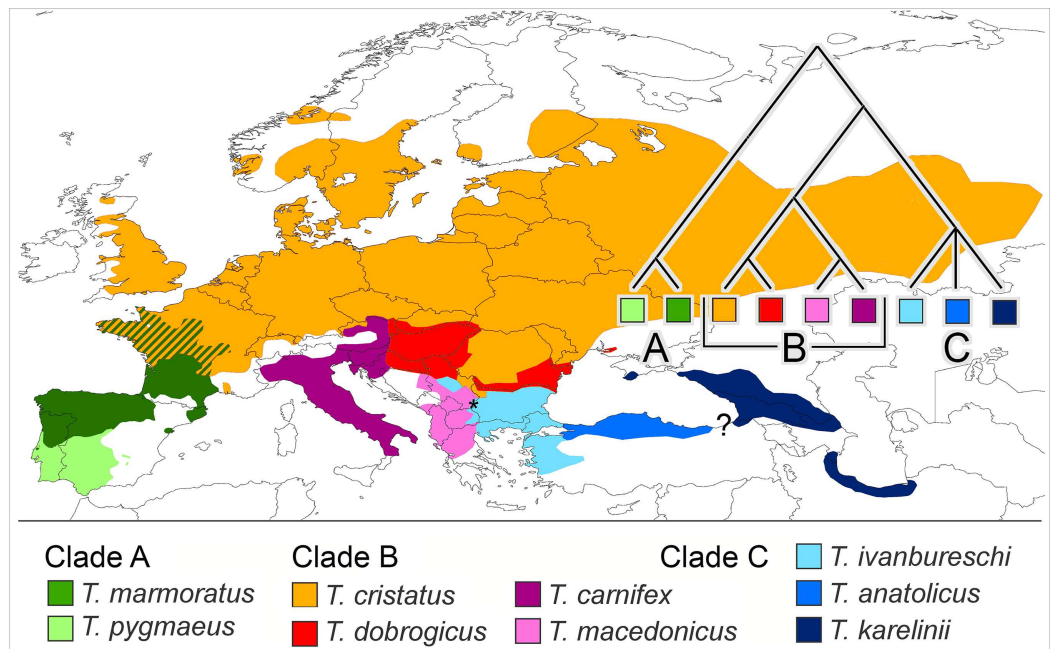 A B C
?
*
Clade A Clade B Clade C
T. ivanbureschi
T. marmoratus T. cristatus T. carnifex T. anatolicus
T. pygmaeus T. dobrogicus T. macedonicus T. karelinii